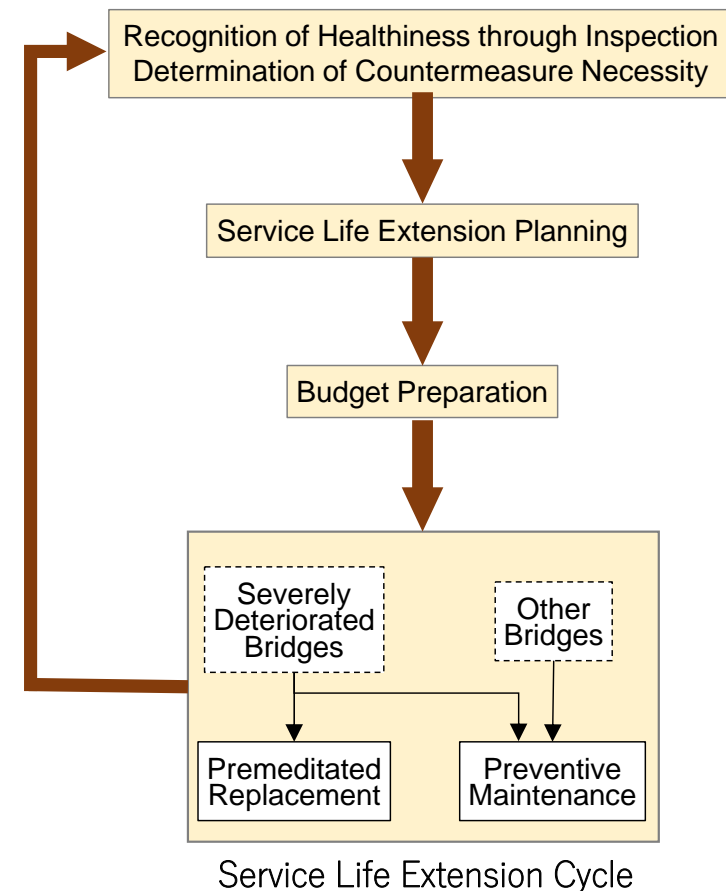 Recognition of Healthiness through Inspection
Determination of Countermeasure Necessity
Service Life Extension Planning
Budget Preparation
Severely
Deteriorated
Bridges
Other
Bridges
Premeditated
Replacement
Preventive
Maintenance
Service Life Extension Cycle